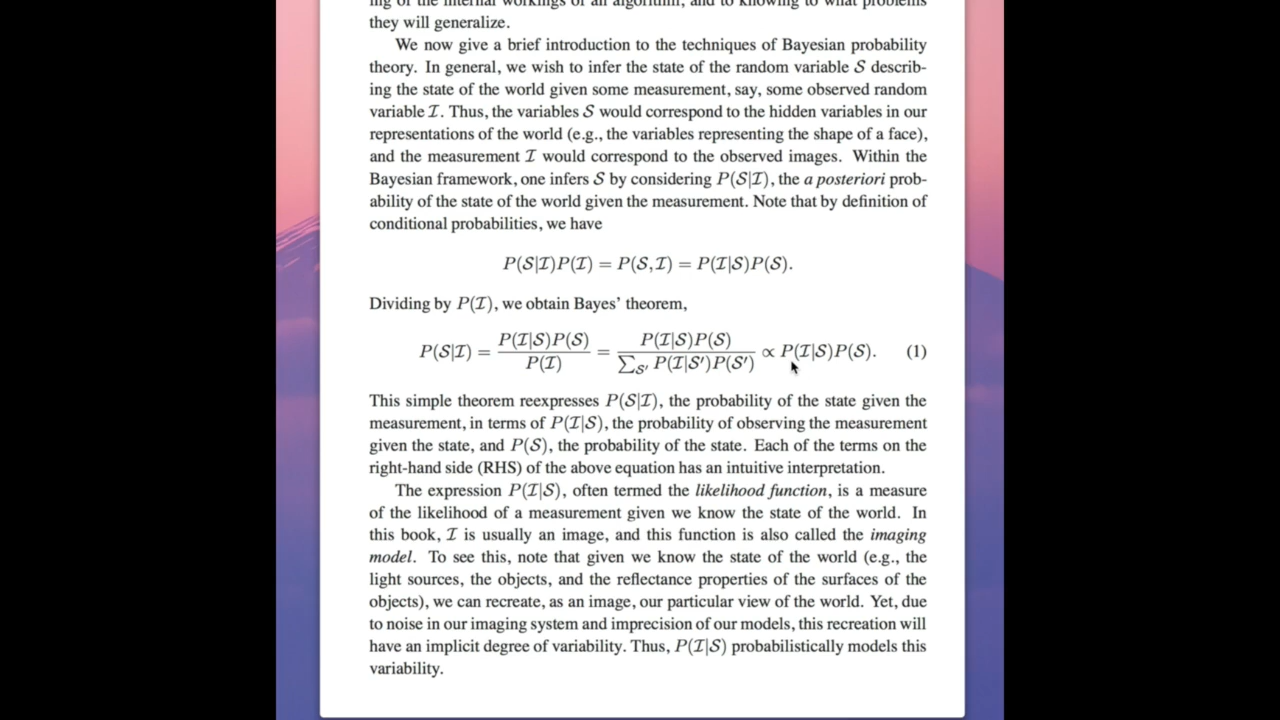 ing of the internal workings of an algorithm, and to knowing to what problems
they will generalize.
We now give a brief introduction to the techniques of Bayesian probability
theory. In general, we wish to infer the state of the random variable S describ-
ing the state of the world given some measurement, say, some observed random
variable I. Thus, the variables S would correspond to the hidden variables in our
representations of the world (e.g., the variables representing the shape of a face),
and the measurement I would correspond to the observed images. Within the
Bayesian framework, one infers S by considering P(S|I), the a posteriori prob-
ability of the state of the world given the measurement. Note that by definition of
conditional probabilities, we have
P(S|I)P(I) = P(S,I) = P(I|S)P(S).
Dividing by P(I), we obtain Bayes’ theorem,
P(S|I) = P(I|S)P(S) / P(I) = P(I|S)P(S) / ∑S′ P(I|S′)P(S′) ∝ P(I|S)P(S). (1)
This simple theorem reexpresses P(S|I), the probability of the state given the
measurement, in terms of P(I|S), the probability of observing the measurement
given the state, and P(S), the probability of the state. Each of the terms on the
right-hand side (RHS) of the above equation has an intuitive interpretation.
The expression P(I|S), often termed the likelihood function, is a measure
of the likelihood of a measurement given we know the state of the world. In
this book, I is usually an image, and this function is also called the imaging
model. To see this, note that given we know the state of the world (e.g., the
light sources, the objects, and the reflectance properties of the surfaces of the
objects), we can recreate, as an image, our particular view of the world. Yet, due
to noise in our imaging system and imprecision of our models, this recreation will
have an implicit degree of variability. Thus, P(I|S) probabilistically models this
variability.